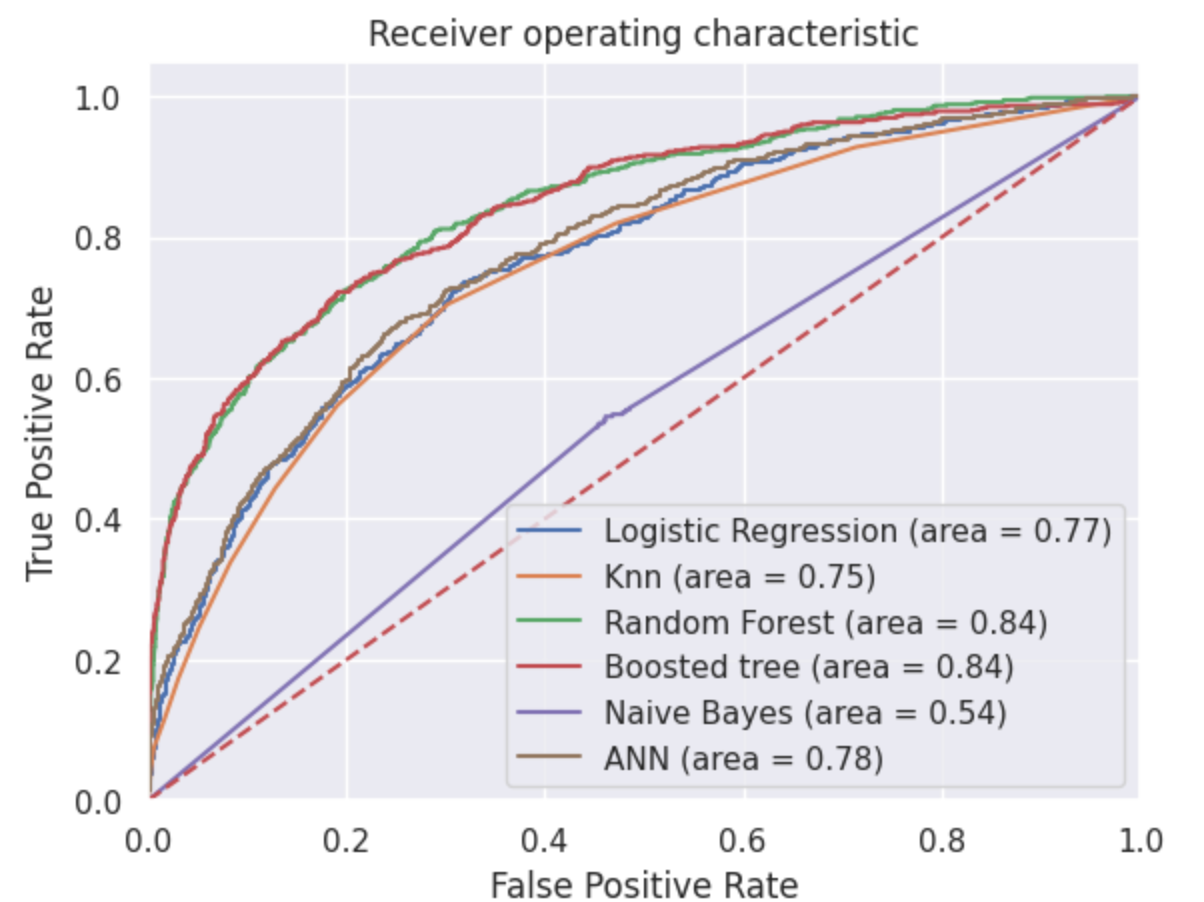 Receiver operating characteristic
True Positive Rate
1.0
0.8
0.6
0.4
0.2
0.0
Logistic Regression (area = 0.77)
Knn (area = 0.75)
Random Forest (area = 0.84)
Boosted tree (area = 0.84)
Naive Bayes (area = 0.54)
ANN (area = 0.78)
0.0 0.2 0.4 0.6 0.8 1.0
False Positive Rate